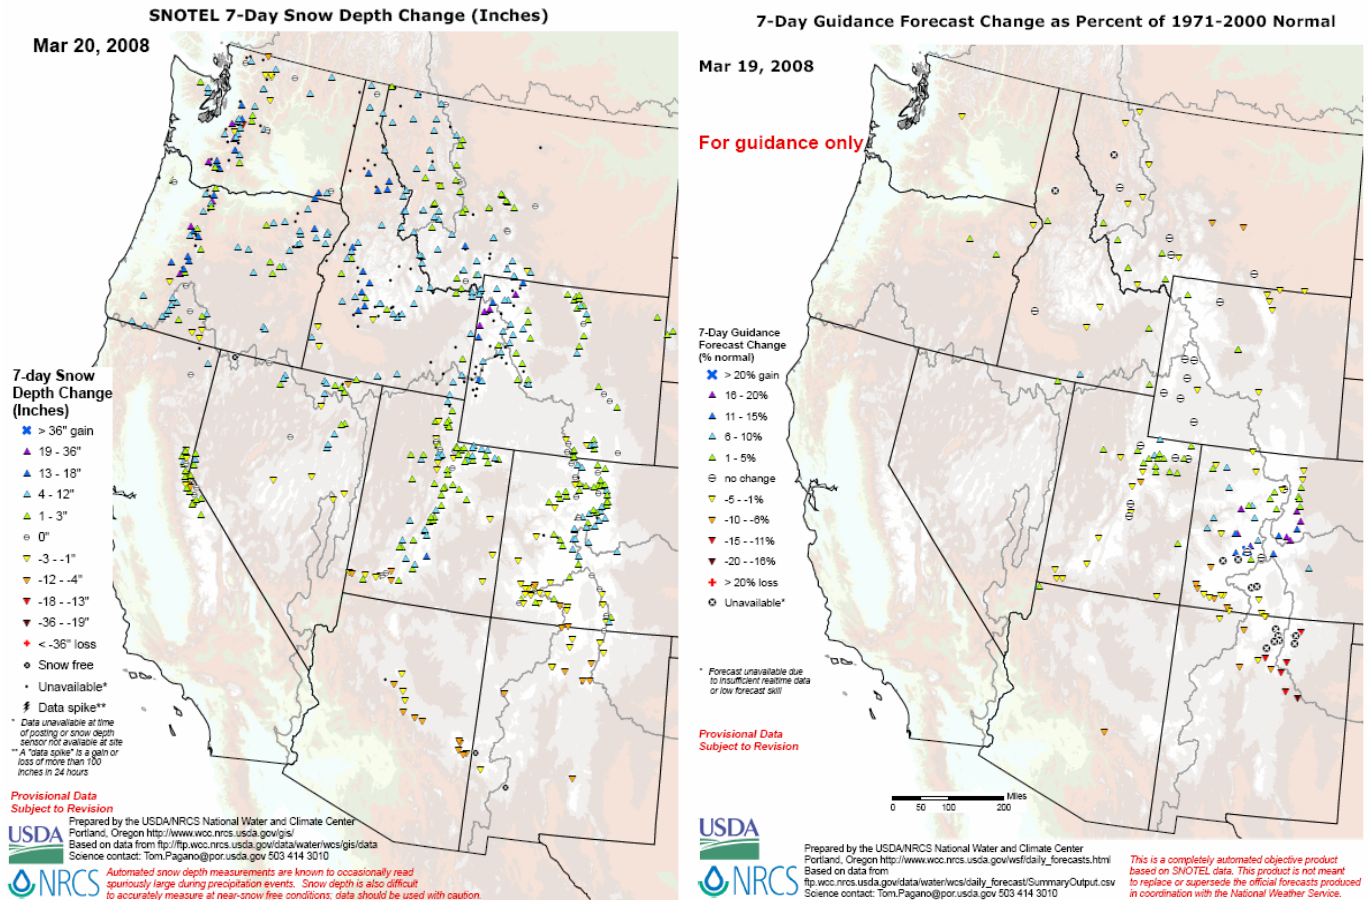 SNOTEL 7-Day Snow Depth Change (Inches)
Mar 20, 2008
7-day Snow
Depth Change
(Inches)
> 36" gain
19 - 36"
13 - 18"
4 - 12"
1 - 3"
0"
-3 - -1"
-12 - -4"
-18 - -13"
-36 - -19"
< -36" loss
Snow free
Unavailable*
Data spike**
* Data unavailable at time
of posting or snow depth
sensor not available at site
** A "data spike" is a gain or
loss of more than 100
inches in 24 hours
Provisional Data
Subject to Revision
USDA
NRCS
Prepared by the USDA/NRCS National Water and Climate Center
Portland, Oregon http://www.wcc.nrcs.usda.gov/gis/
Based on data from ftp://ftp.wcc.nrcs.usda.gov/data/water/wcs/gis/data
Science contact: Tom.Pagano@por.usda.gov 503 414 3010
Automated snow depth measurements are known to occasionally read
spuriously large during precipitation events. Snow depth is also difficult
to accurately measure at near-snow free conditions; data should be used with caution.
7-Day Guidance Forecast Change as Percent of 1971-2000 Normal
Mar 19, 2008
For guidance only
7-Day Guidance
Forecast Change
(% normal)
> 20% gain
16 - 20%
11 - 15%
6 - 10%
1 - 5%
no change
-5 - -1%
-10 - -6%
-15 - -11%
-20 - -16%
> 20% loss
Unavailable*
* Forecast unavailable due
to insufficient realtime data
or low forecast skill
Provisional Data
Subject to Revision
Miles
0 50 100 200
USDA
NRCS
Prepared by the USDA/NRCS National Water and Climate Center
Portland, Oregon http://www.wcc.nrcs.usda.gov/wsf/daily_forecasts.html
Based on data from
ftp.wcc.nrcs.usda.gov/data/water/wcs/daily_forecast/SummaryOutput.csv
Science contact: Tom.Pagano@por.usda.gov 503 414 3010
This is a completely automated objective product
based on SNOTEL data. This product is not meant
to replace or supersede the official forecasts produced
in coordination with the National Weather Service.